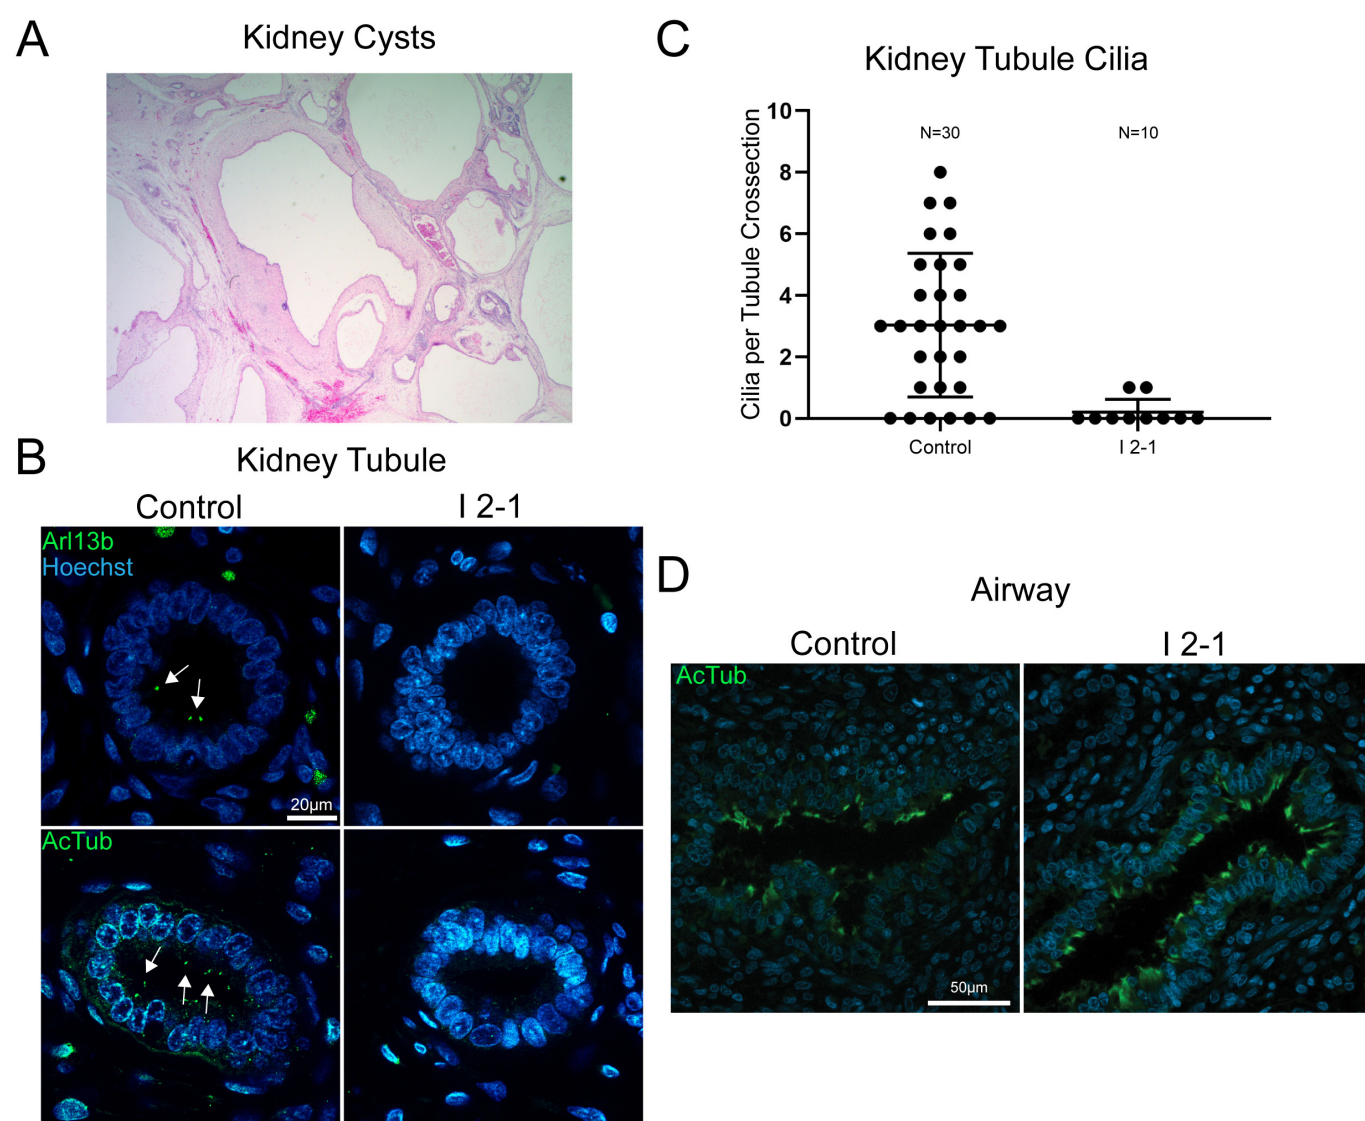 A
Kidney Cysts
B
Kidney Tubule
Control
I 2-1
Arl13b
Hoechst
20µm
AcTub
C
Kidney Tubule Cilia
Cilia per Tubule Crossection
10
8
6
4
2
0
N=30
N=10
Control
I 2-1
D
Airway
Control
I 2-1
AcTub
50µm